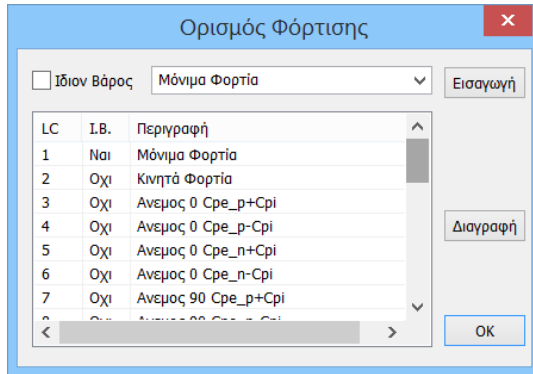 Ορισμός Φόρτισης
Ιδιον Βάρος Μόνιμα Φορτία Εισαγωγή
LC Ι.Β. Περιγραφή
1 Ναι Μόνιμα Φορτία
2 Οχι Κινητά Φορτία
3 Οχι Ανεμος 0 Cpe_p+Cpi
4 Οχι Ανεμος 0 Cpe_p-Cpi Διαγραφή
5 Οχι Ανεμος 0 Cpe_n+Cpi
6 Οχι Ανεμος 0 Cpe_n-Cpi
7 Οχι Ανεμος 90 Cpe_p+Cpi
OK